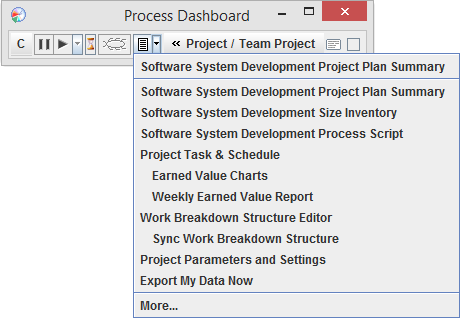 Process Dashboard
C « Project / Team Project
Software System Development Project Plan Summary
Software System Development Project Plan Summary
Software System Development Size Inventory
Software System Development Process Script
Project Task & Schedule
Earned Value Charts
Weekly Earned Value Report
Work Breakdown Structure Editor
Sync Work Breakdown Structure
Project Parameters and Settings
Export My Data Now
More...